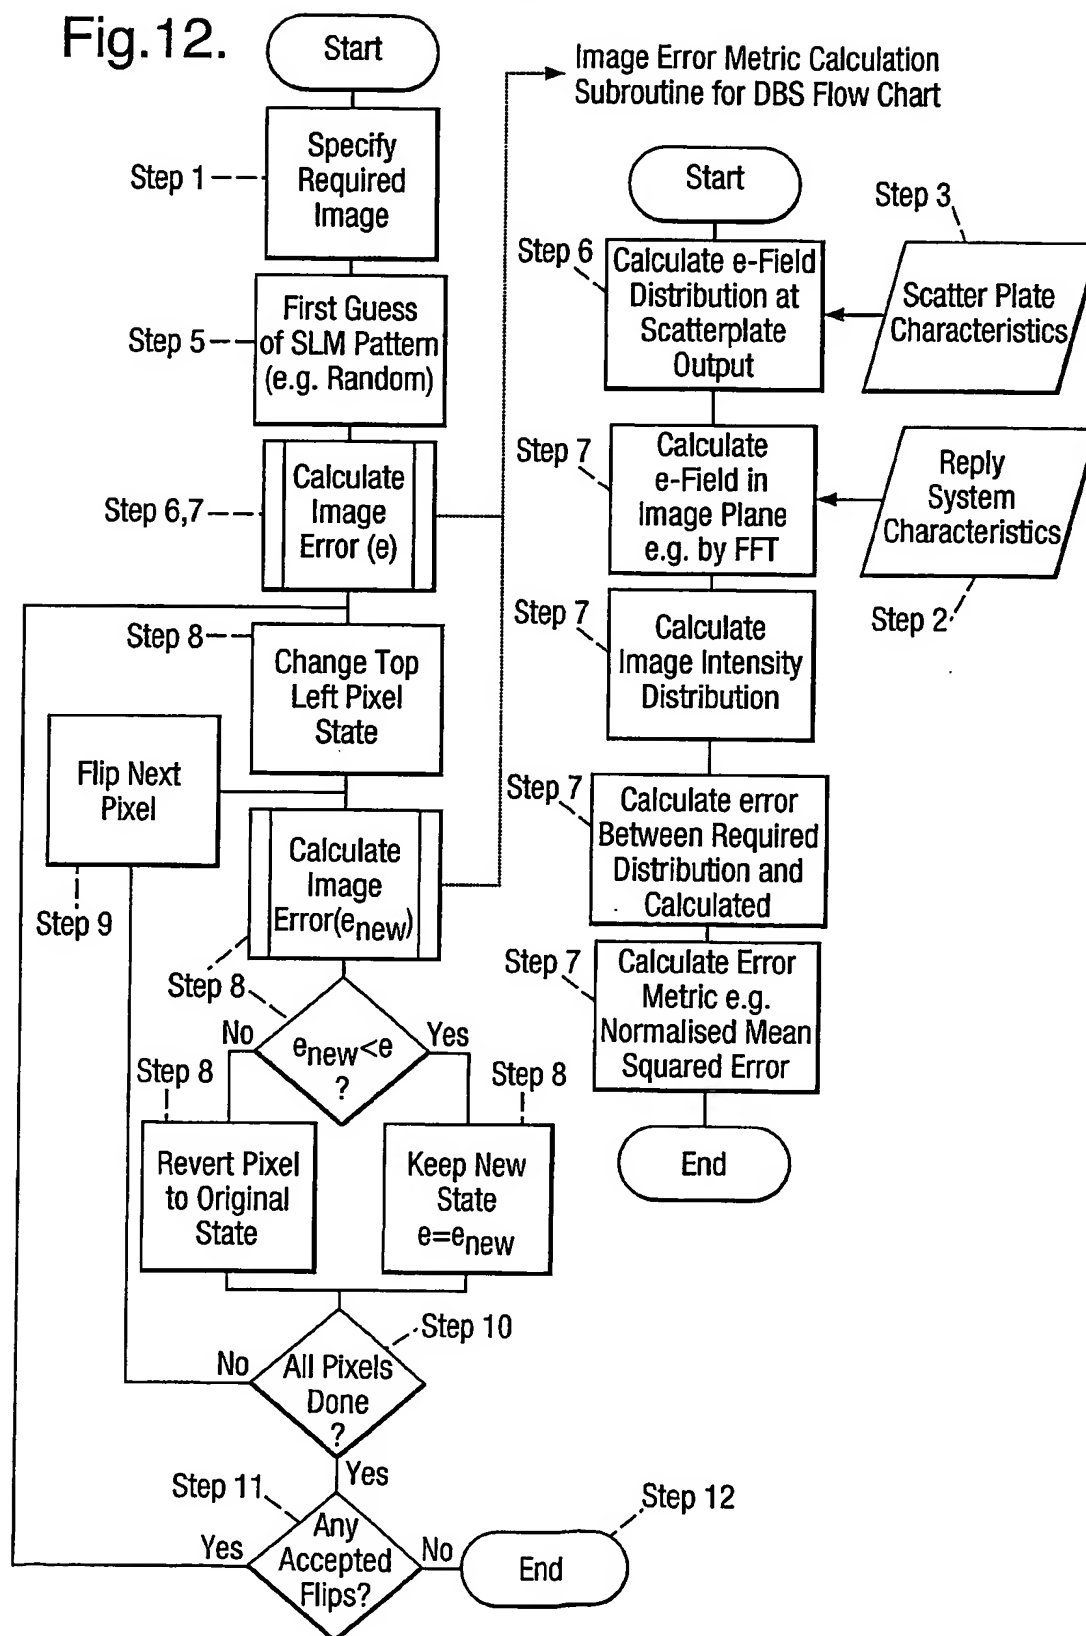 Fig.12.
Start
Step 1
Specify
Required
Image
Step 5
First Guess
of SLM Pattern
(e.g. Random)
Step 6,7
Calculate
Image
Error (e)
Step 8
Change Top
Left Pixel
State
Flip Next
Pixel
Step 9
Calculate
Image
Error(enew)
Step 8
No
enew<e
?
Yes
Step 8
Step 8
Revert Pixel
to Original
State
Keep New
State
e=enew
Step 10
No
All Pixels
Done
?
Yes
Step 11
Yes
Any
Accepted
Flips?
No
End
Step 12
Image Error Metric Calculation
Subroutine for DBS Flow Chart
Start
Step 3
Step 6
Calculate e-Field
Distribution at
Scatterplate
Output
Scatter Plate
Characteristics
Step 7
Calculate
e-Field in
Image Plane
e.g. by FFT
Reply
System
Characteristics
Step 2
Step 7
Calculate
Image Intensity
Distribution
Step 7
Calculate error
Between Required
Distribution and
Calculated
Step 7
Calculate Error
Metric e.g.
Normalised Mean
Squared Error
End